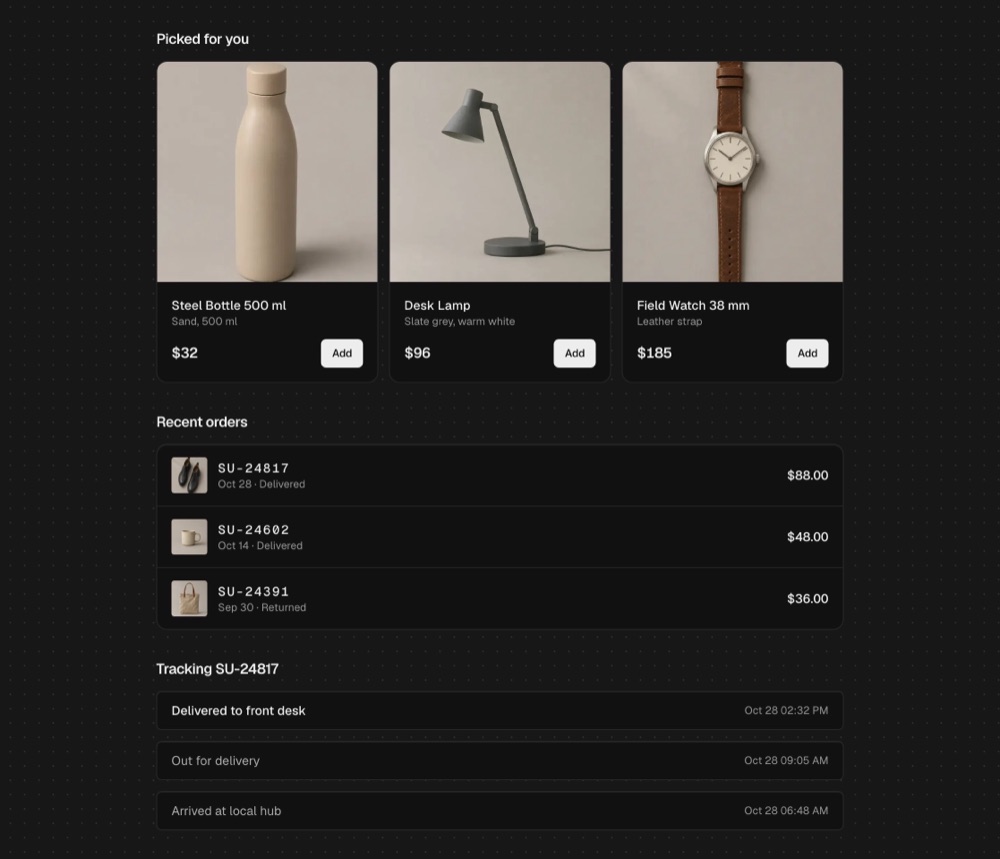 Picked for you
Steel Bottle 500 ml
Sand, 500 ml
$32
Add
Desk Lamp
Slate grey, warm white
$96
Add
Field Watch 38 mm
Leather strap
$185
Add
Recent orders
SU-24817
Oct 28 · Delivered
$88.00
SU-24602
Oct 14 · Delivered
$48.00
SU-24391
Sep 30 · Returned
$36.00
Tracking SU-24817
Delivered to front desk
Oct 28 02:32 PM
Out for delivery
Oct 28 09:05 AM
Arrived at local hub
Oct 28 06:48 AM